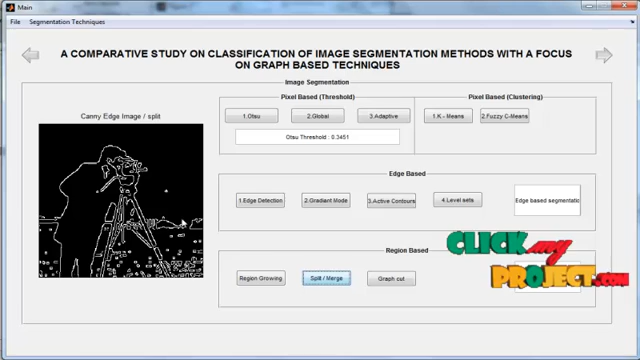 Main
File Segmentation Techniques
A COMPARATIVE STUDY ON CLASSIFICATION OF IMAGE SEGMENTATION METHODS WITH A FOCUS
ON GRAPH BASED TECHNIQUES
Image Segmentation
Pixel Based (Threshold)
Pixel Based (Clustering)
Canny Edge Image / split
1.Otsu
2.Global
3.Adaptive
1.K - Means
2.Fuzzy C-Means
Otsu Threshold : 0.3451
Edge Based
1.Edge Detection
2.Gradiant Mode
3.Active Contours
4.Level sets
Edge based segmentatic
Region Based
Region Growing
Split / Merge
Graph cut
CLICK my
PROJECT.COM